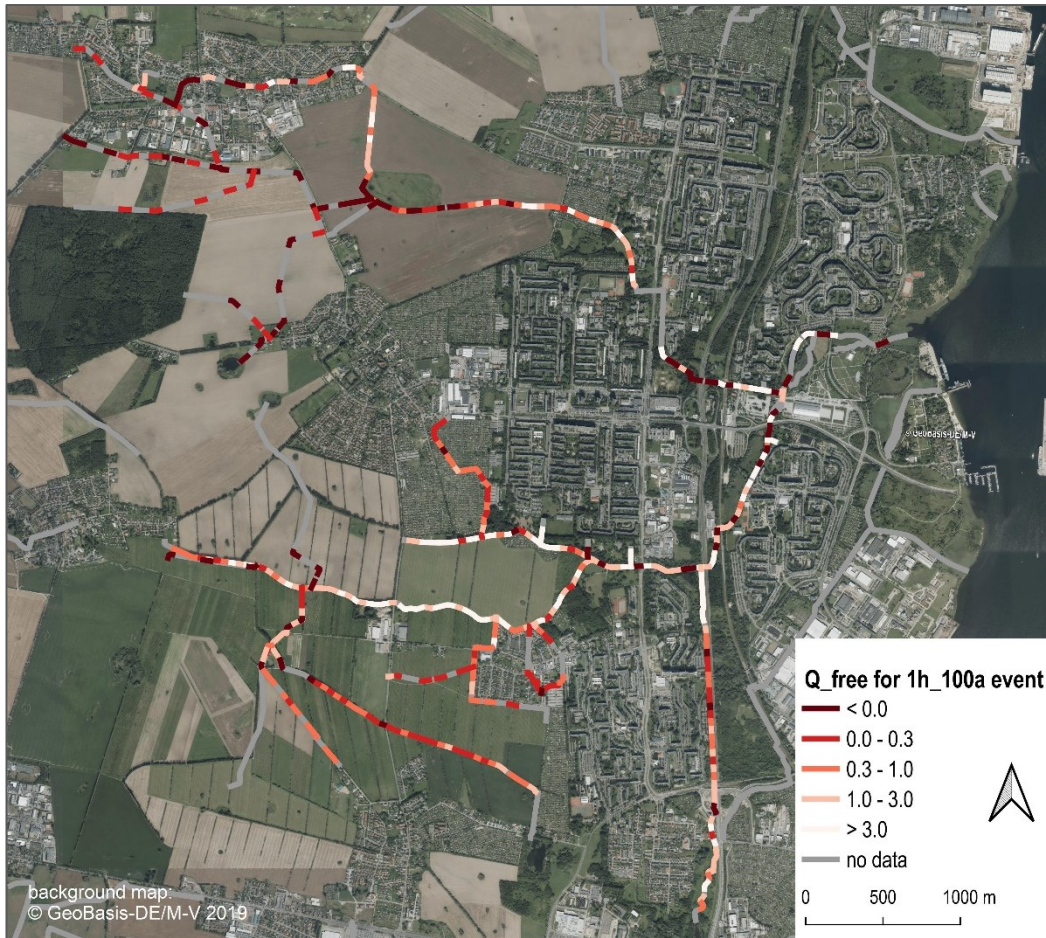 © GeoBasis-DE/M-V
Q_free for 1h_100a event
< 0.0
0.0 - 0.3
0.3 - 1.0
1.0 - 3.0
> 3.0
no data
0 500 1000 m
background map:
© GeoBasis-DE/M-V 2019